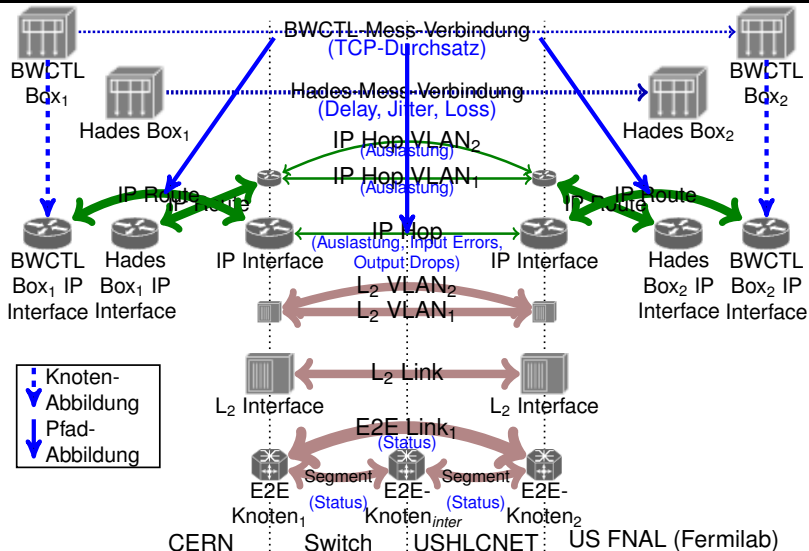 BWCTL-Mess-Verbindung
(TCP-Durchsatz)
BWCTL
Box1
BWCTL
Box2
Hades-Mess-Verbindung
(Delay, Jitter, Loss)
Hades Box1
Hades Box2
IP Hop VLAN2
(Auslastung)
IP Hop VLAN1
(Auslastung)
IP Route
IP Route
IP Route
IP Route
IP Hop
(Auslastung, Input Errors,
Output Drops)
BWCTL
Box1 IP
Interface
Hades
Box1 IP
Interface
IP Interface
IP Interface
Hades
Box2 IP
Interface
BWCTL
Box2 IP
Interface
L2 VLAN2
L2 VLAN1
L2 Link
L2 Interface
L2 Interface
Knoten-
Abbildung
Pfad-
Abbildung
E2E Link1
(Status)
Segment
(Status)
Segment
(Status)
E2E
Knoten1
E2E-
Knoteninter
E2E-
Knoten2
CERN
Switch
USHLCNET
US FNAL (Fermilab)